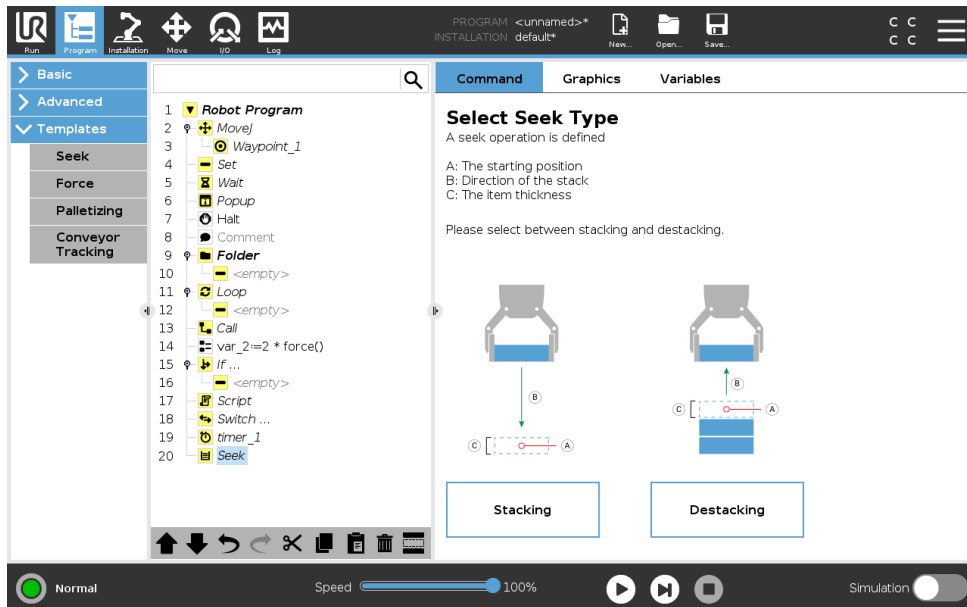 UR
PROGRAM <unnamed>*
INSTALLATION default*
Run Program Installation Move I/O Log
New... Open... Save...
C C
C C
Basic
Advanced
Templates
Seek
Force
Palletizing
Conveyor
Tracking
1 Robot Program
2 MoveJ
3 Waypoint_1
4 Set
5 Wait
6 Popup
7 Halt
8 Comment
9 Folder
10 <empty>
11 Loop
12 <empty>
13 Call
14 var_2:=2 * force()
15 If ...
16 <empty>
17 Script
18 Switch ...
19 timer_1
20 Seek
Command Graphics Variables
Select Seek Type
A seek operation is defined
A: The starting position
B: Direction of the stack
C: The item thickness
Please select between stacking and destacking.
B
C A
B
C A
Stacking
Destacking
Normal
Speed 100%
Simulation